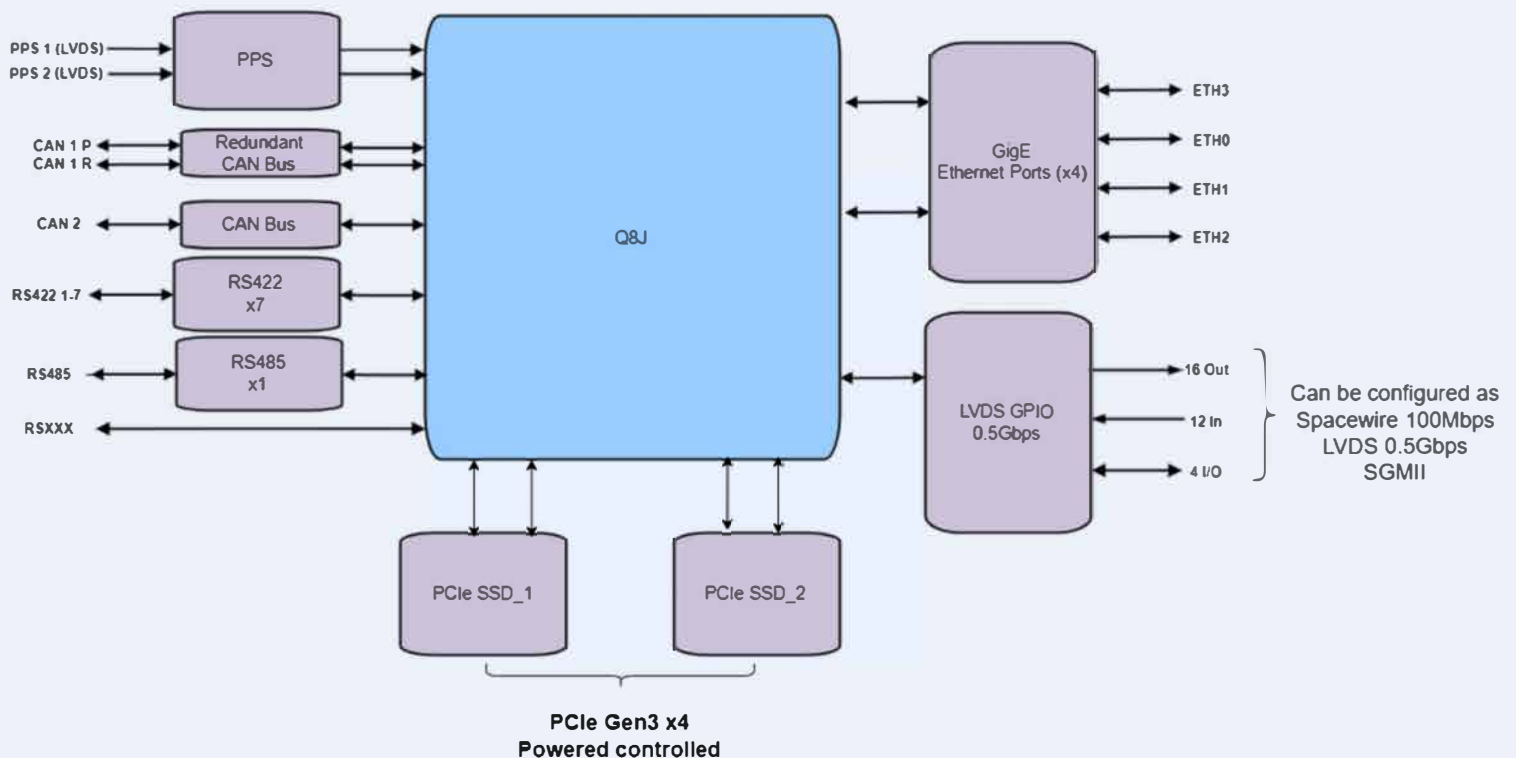 PPS 1 (LVDS)
PPS 2 (LVDS)
PPS
CAN 1 P
CAN 1 R
Redundant
CAN Bus
CAN 2
CAN Bus
RS422 1-7
RS422
x7
RS485
RS485
x1
RSXXX
Q8J
GigE
Ethernet Ports (x4)
ETH3
ETH0
ETH1
ETH2
LVDS GPIO
0.5Gbps
16 Out
12 In
4 I/O
Can be configured as
Spacewire 100Mbps
LVDS 0.5Gbps
SGMII
PCIe SSD_1
PCIe SSD_2
PCIe Gen3 x4
Powered controlled